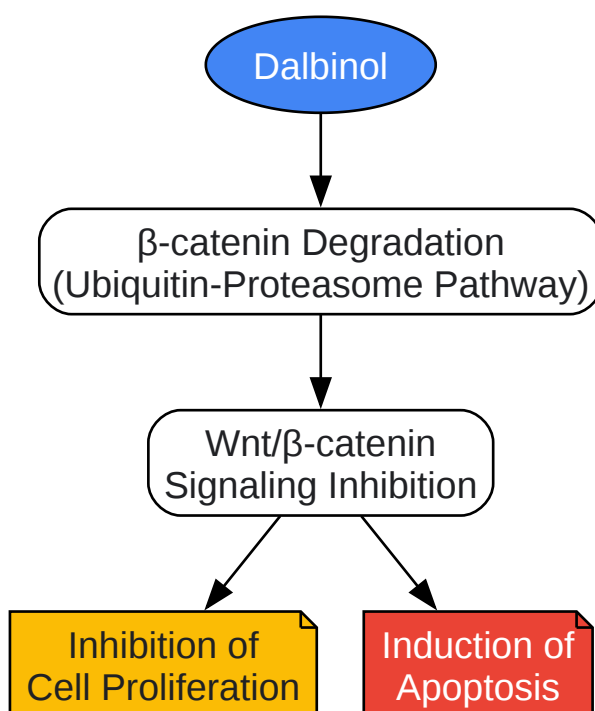 Dalbinol
β-catenin Degradation
(Ubiquitin-Proteasome Pathway)
Wnt/β-catenin
Signaling Inhibition
Inhibition of
Cell Proliferation
Induction of
Apoptosis